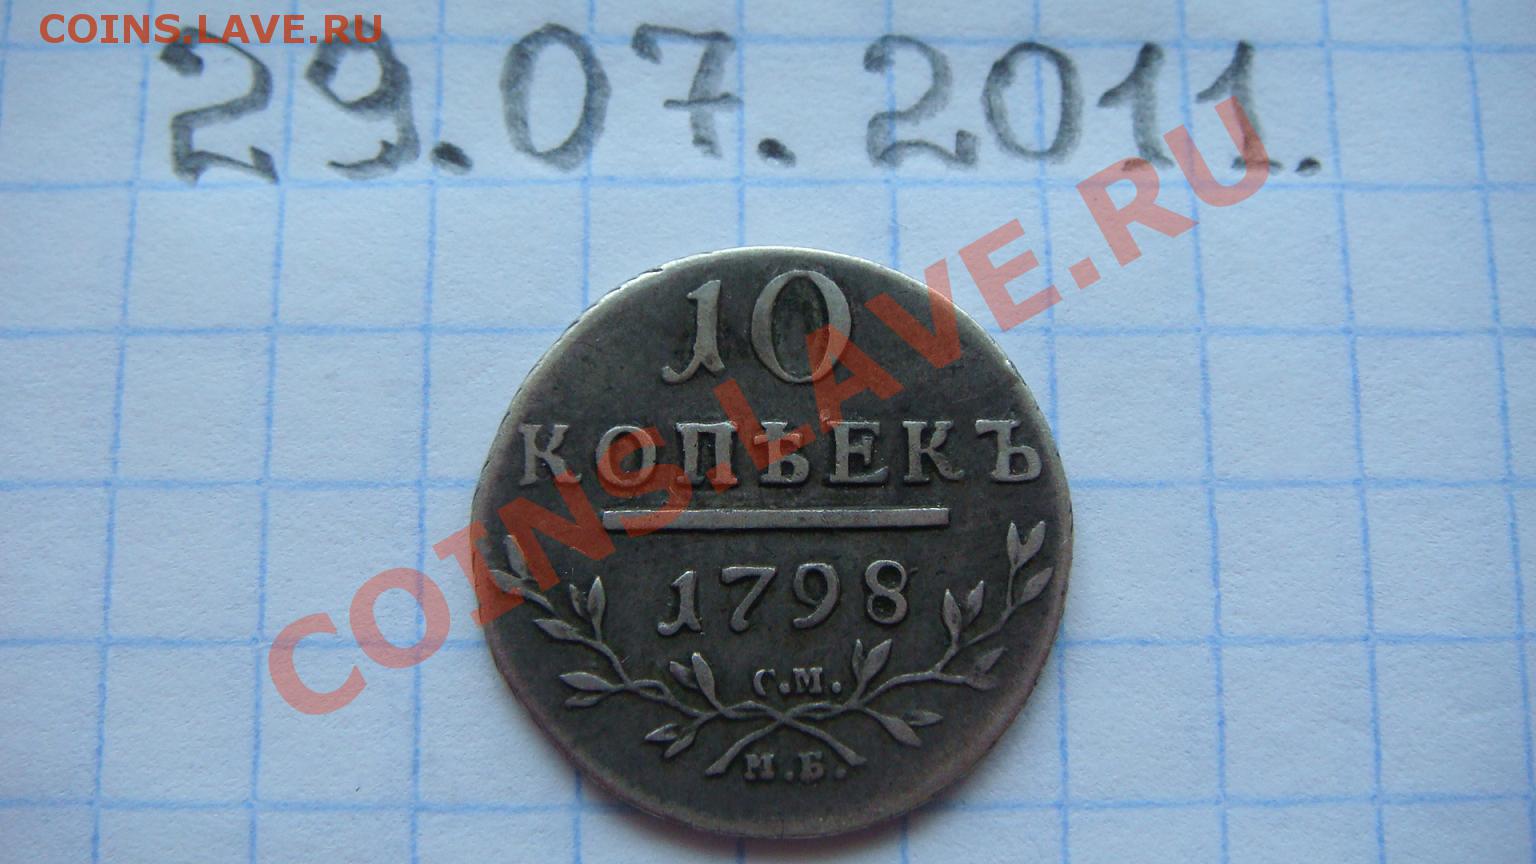 COINS.LAVE.RU
29.07.2011.
COINS.LAVE.RU
10
КОПѢЕКЪ
1798
С.М.
М.Б.